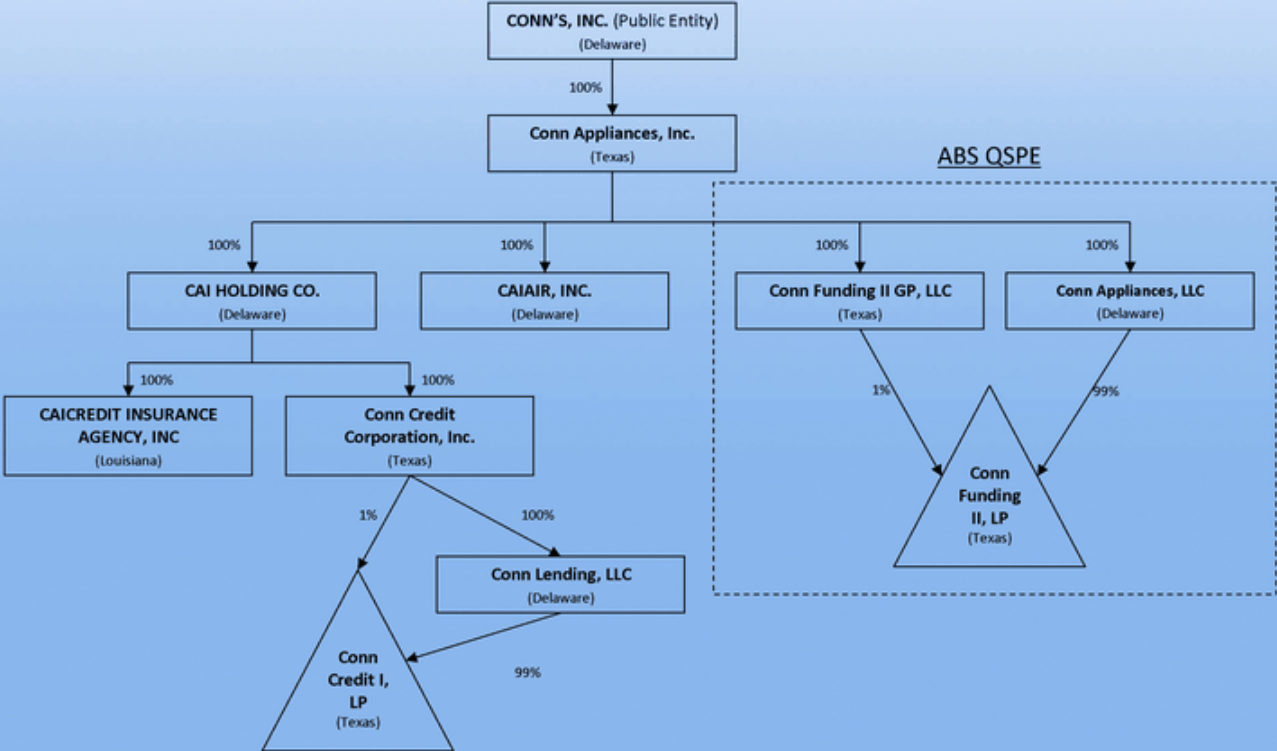 CONN'S, INC. (Public Entity)
(Delaware)
100%
Conn Appliances, Inc.
(Texas)
ABS QSPE
100%
100%
100%
100%
CAI HOLDING CO.
(Delaware)
CAIAIR, INC.
(Delaware)
Conn Funding II GP, LLC
(Texas)
Conn Appliances, LLC
(Delaware)
100%
100%
1%
99%
CAICREDIT INSURANCE
AGENCY, INC
(Louisiana)
Conn Credit
Corporation, Inc.
(Texas)
Conn
Funding
II, LP
(Texas)
1%
100%
Conn Lending, LLC
(Delaware)
99%
Conn
Credit I,
LP
(Texas)